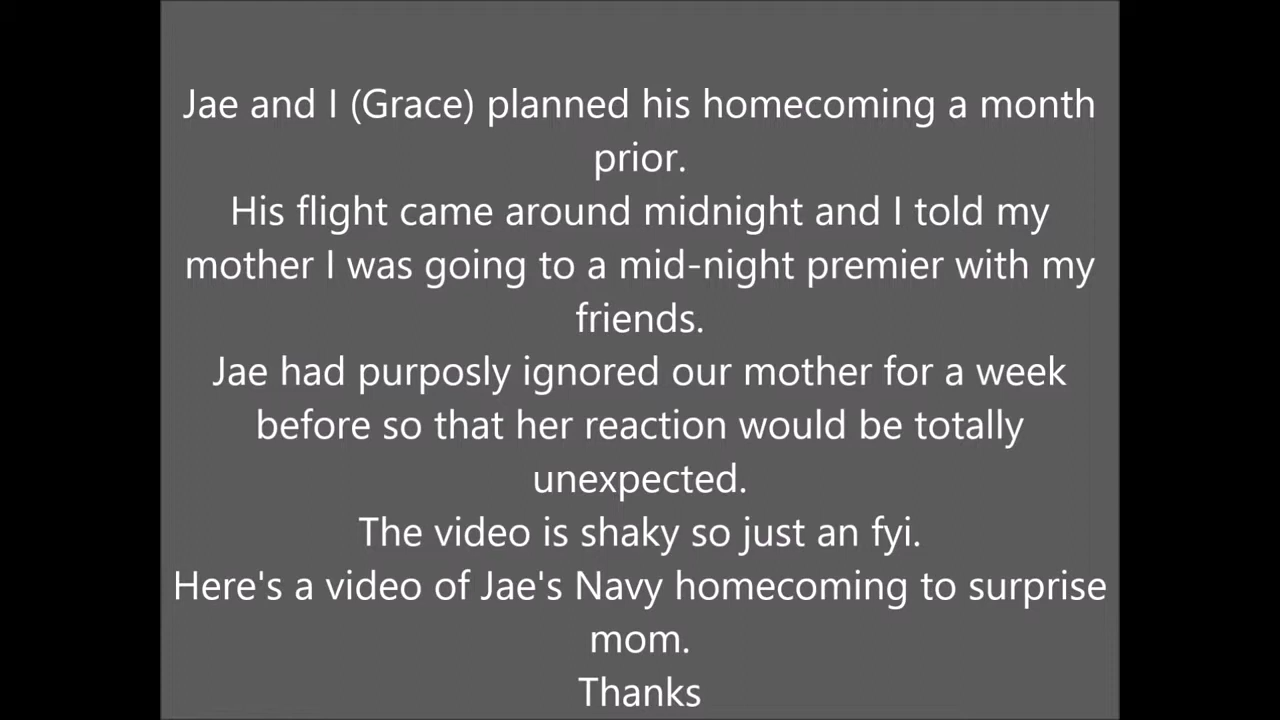 Jae and I (Grace) planned his homecoming a month
prior.
His flight came around midnight and I told my
mother I was going to a mid-night premier with my
friends.
Jae had purposly ignored our mother for a week
before so that her reaction would be totally
unexpected.
The video is shaky so just an fyi.
Here's a video of Jae's Navy homecoming to surprise
mom.
Thanks